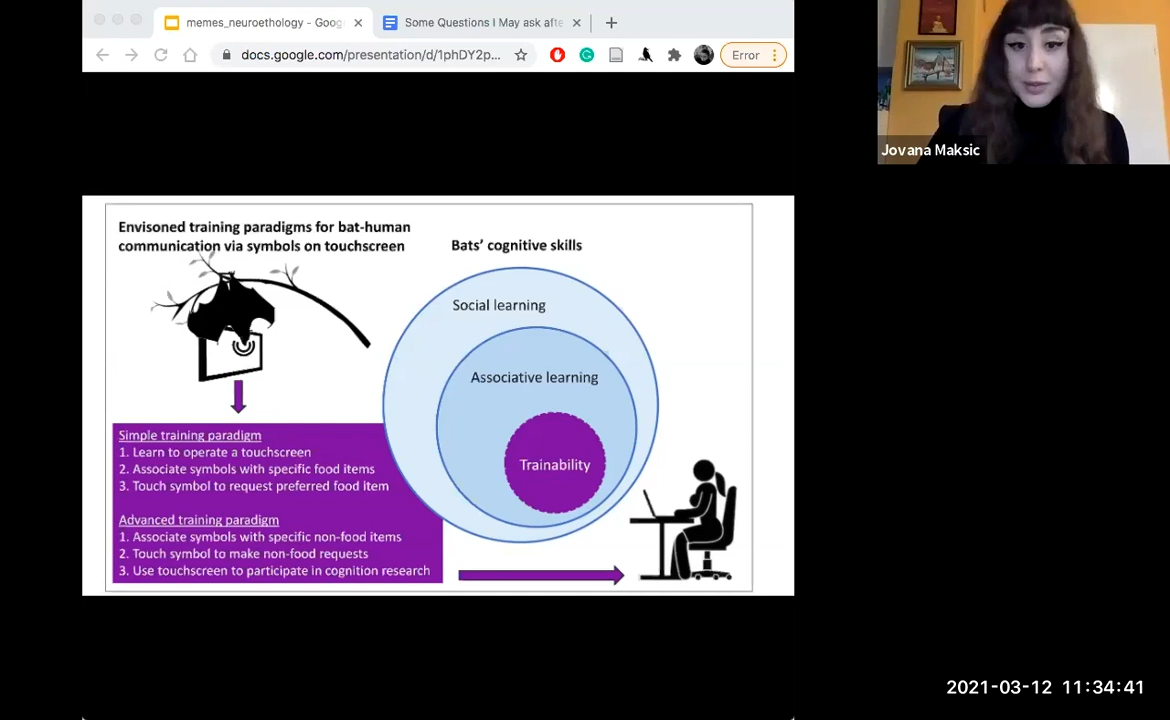 memes_neuroethology - Goog
Some Questions I May ask afte
docs.google.com/presentation/d/1phDY2p...
Error
Jovana Maksic
Envisoned training paradigms for bat-human
communication via symbols on touchscreen
Bats' cognitive skills
Social learning
Associative learning
Trainability
Simple training paradigm
1. Learn to operate a touchscreen
2. Associate symbols with specific food items
3. Touch symbol to request preferred food item
Advanced training paradigm
1. Associate symbols with specific non-food items
2. Touch symbol to make non-food requests
3. Use touchscreen to participate in cognition research
2021-03-12 11:34:41